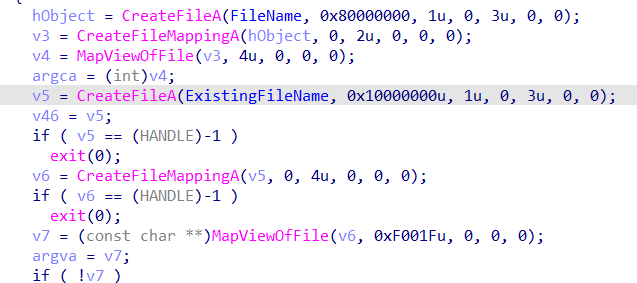 hObject = CreateFileA(FileName, 0x80000000, 1u, 0, 3u, 0, 0);
v3 = CreateFileMappingA(hObject, 0, 2u, 0, 0, 0);
v4 = MapViewOfFile(v3, 4u, 0, 0, 0);
argca = (int)v4;
v5 = CreateFileA(ExistingFileName, 0x10000000u, 1u, 0, 3u, 0, 0);
v46 = v5;
if ( v5 == (HANDLE)-1 )
exit(0);
v6 = CreateFileMappingA(v5, 0, 4u, 0, 0, 0);
if ( v6 == (HANDLE)-1 )
exit(0);
v7 = (const char **)MapViewOfFile(v6, 0xF001Fu, 0, 0, 0);
argva = v7;
if ( !v7 )